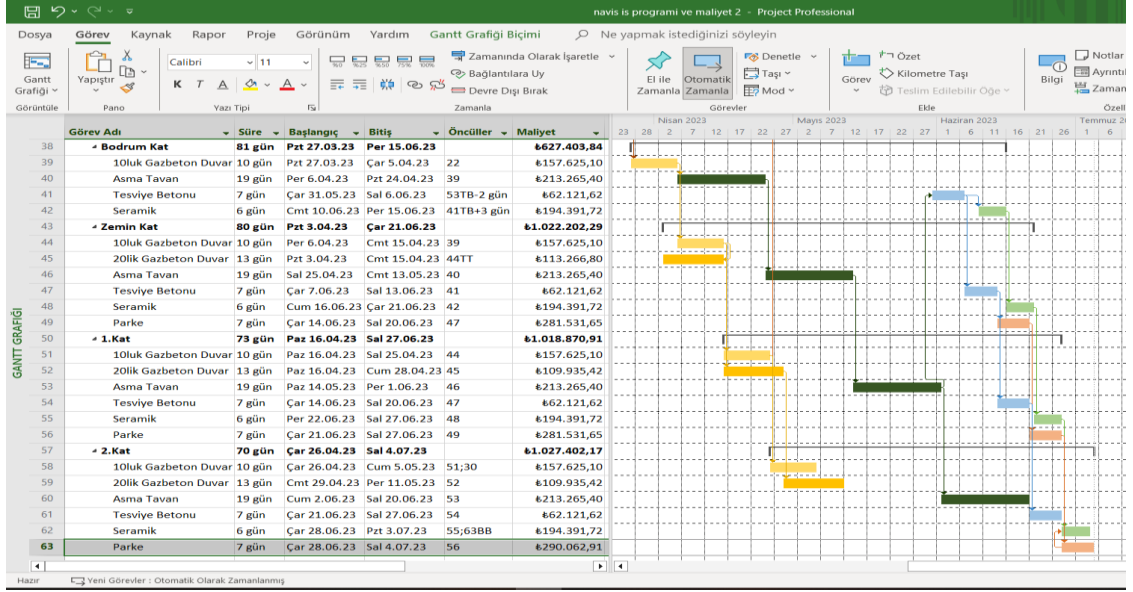 navis is programi ve maliyet 2 - Project Professional
Dosya Görev Kaynak Rapor Proje Görünüm Yardım Gantt Grafiği Biçimi Ne yapmak istediğinizi söyleyin
Gantt Grafiği
Yapıştır
Calibri 11
K T A A
%0 %25 %50 %75 %100
Zamanında Olarak İşaretle
Bağlantılara Uy
Devre Dışı Bırak
El ile Zamanla
Otomatik Zamanla
Denetle
Taşı
Mod
Görev
Özet
Kilometre Taşı
Teslim Edilebilir Öğe
Bilgi
Notlar
Ayrıntıl
Zaman
Görüntüle Pano Yazı Tipi Zamanla Görevler Ekle Özell
Nisan 2023 Mayıs 2023 Haziran 2023 Temmuz 20
Görev Adı Süre Başlangıç Bitiş Öncüller Maliyet 23 28 2 7 12 17 22 27 2 7 12 17 22 27 1 6 11 16 21 26 1 6
38 Bodrum Kat 81 gün Pzt 27.03.23 Per 15.06.23 ₺627.403,84
39 10luk Gazbeton Duvar 10 gün Pzt 27.03.23 Çar 5.04.23 22 ₺157.625,10
40 Asma Tavan 19 gün Per 6.04.23 Pzt 24.04.23 39 ₺213.265,40
41 Tesviye Betonu 7 gün Çar 31.05.23 Sal 6.06.23 53TB-2 gün ₺62.121,62
42 Seramik 6 gün Cmt 10.06.23 Per 15.06.23 41TB+3 gün ₺194.391,72
43 Zemin Kat 80 gün Pzt 3.04.23 Çar 21.06.23 ₺1.022.202,29
44 10luk Gazbeton Duvar 10 gün Per 6.04.23 Cmt 15.04.23 39 ₺157.625,10
45 20lik Gazbeton Duvar 13 gün Pzt 3.04.23 Cmt 15.04.23 44TT ₺113.266,80
46 Asma Tavan 19 gün Sal 25.04.23 Cmt 13.05.23 40 ₺213.265,40
47 Tesviye Betonu 7 gün Çar 7.06.23 Sal 13.06.23 41 ₺62.121,62
48 Seramik 6 gün Cum 16.06.23 Çar 21.06.23 42 ₺194.391,72
49 Parke 7 gün Çar 14.06.23 Sal 20.06.23 47 ₺281.531,65
50 1.Kat 73 gün Paz 16.04.23 Sal 27.06.23 ₺1.018.870,91
51 10luk Gazbeton Duvar 10 gün Paz 16.04.23 Sal 25.04.23 44 ₺157.625,10
52 20lik Gazbeton Duvar 13 gün Paz 16.04.23 Cum 28.04.23 45 ₺109.935,42
53 Asma Tavan 19 gün Paz 14.05.23 Per 1.06.23 46 ₺213.265,40
54 Tesviye Betonu 7 gün Çar 14.06.23 Sal 20.06.23 47 ₺62.121,62
55 Seramik 6 gün Per 22.06.23 Sal 27.06.23 48 ₺194.391,72
56 Parke 7 gün Çar 21.06.23 Sal 27.06.23 49 ₺281.531,65
57 2.Kat 70 gün Çar 26.04.23 Sal 4.07.23 ₺1.027.402,17
58 10luk Gazbeton Duvar 10 gün Çar 26.04.23 Cum 5.05.23 51;30 ₺157.625,10
59 20lik Gazbeton Duvar 13 gün Cmt 29.04.23 Per 11.05.23 52 ₺109.935,42
60 Asma Tavan 19 gün Cum 2.06.23 Sal 20.06.23 53 ₺213.265,40
61 Tesviye Betonu 7 gün Çar 21.06.23 Sal 27.06.23 54 ₺62.121,62
62 Seramik 6 gün Çar 28.06.23 Pzt 3.07.23 55;63BB ₺194.391,72
63 Parke 7 gün Çar 28.06.23 Sal 4.07.23 56 ₺290.062,91
GANTT GRAFİĞİ
Hazır Yeni Görevler : Otomatik Olarak Zamanlanmış